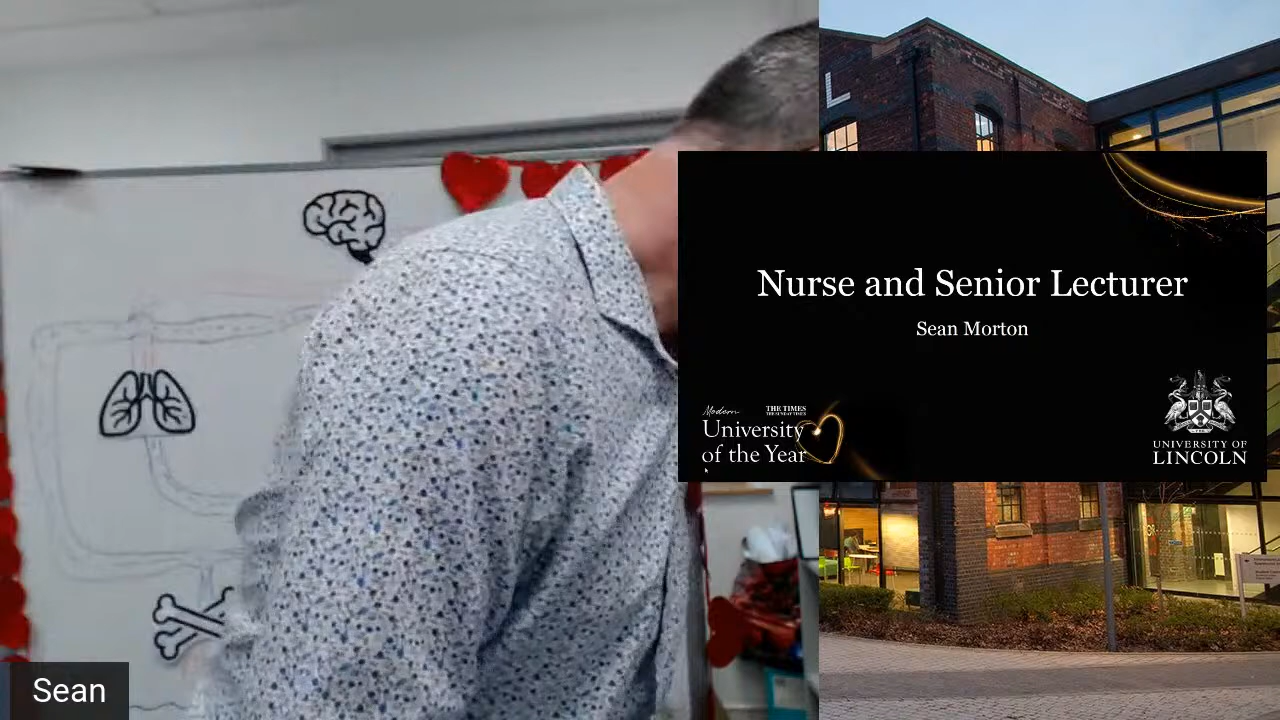 L
Nurse and Senior Lecturer
Sean Morton
Modern
THE TIMES
THE SUNDAY TIMES
University
of the Year
UNIVERSITY OF
LINCOLN
Sean